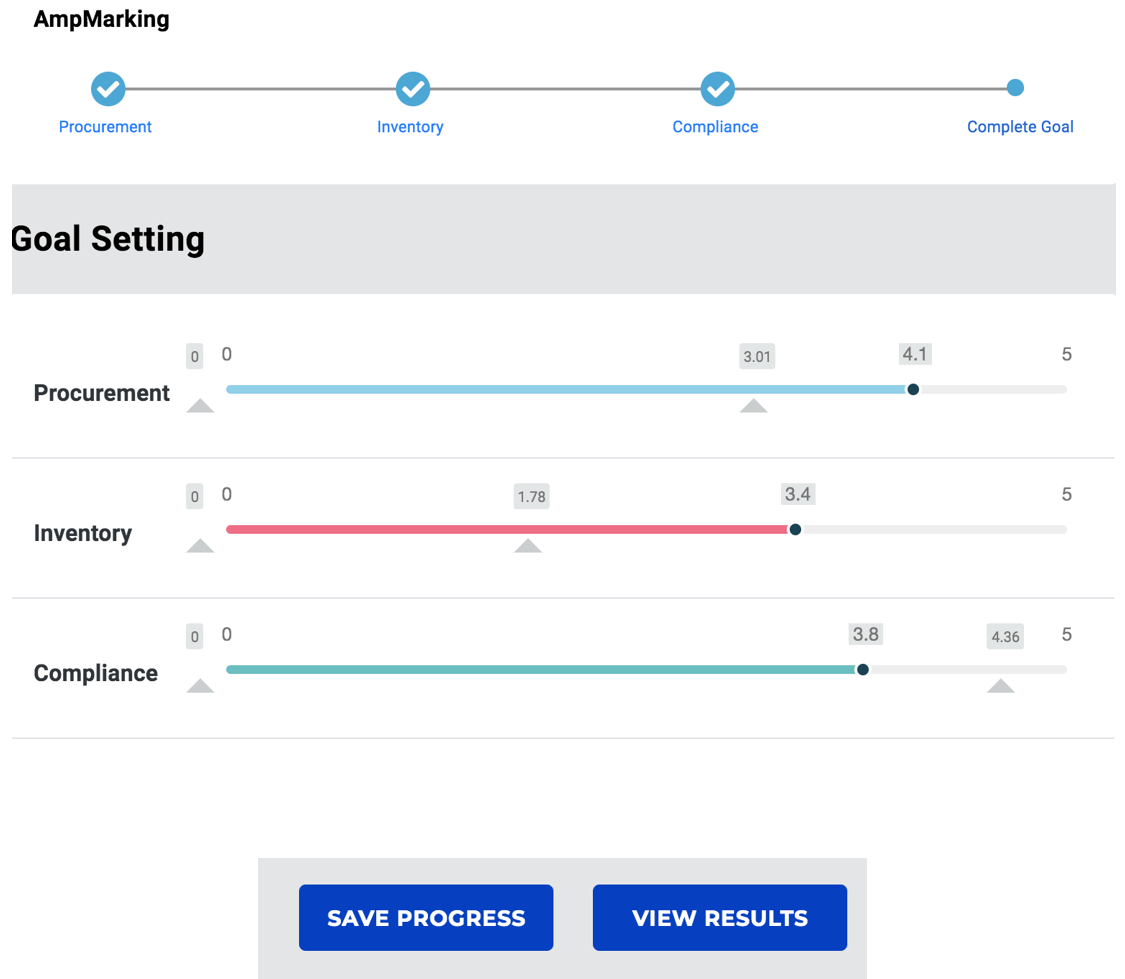 AmpMarking
Procurement Inventory Compliance Complete Goal
Goal Setting
0 0 3.01 4.1 5
Procurement
0 0 1.78 3.4 5
Inventory
0 0 3.8 4.36 5
Compliance
SAVE PROGRESS VIEW RESULTS